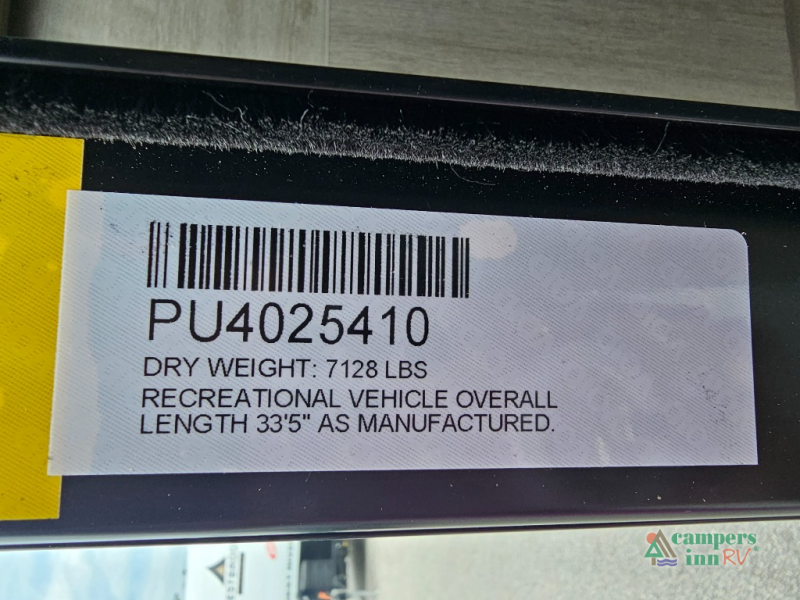 PU4025410
DRY WEIGHT: 7128 LBS
RECREATIONAL VEHICLE OVERALL
LENGTH 33'5" AS MANUFACTURED.
campers
inn RV